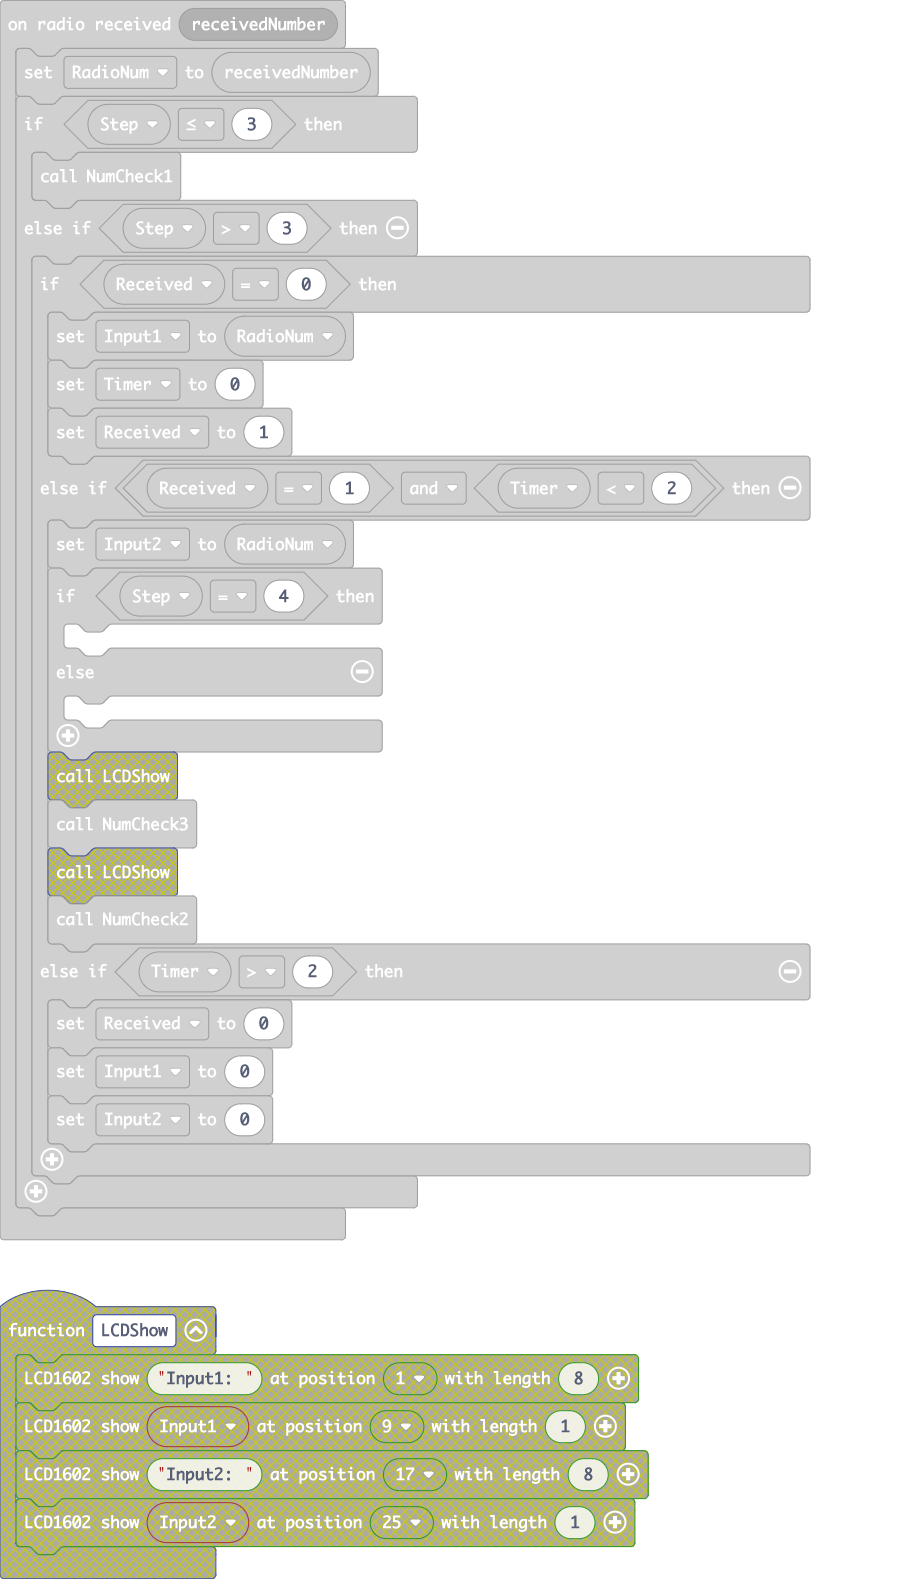 on radio received receivedNumber
set RadioNum to receivedNumber
if Step ≤ 3 then
call NumCheck1
else if Step > 3 then
if Received = 0 then
set Input1 to RadioNum
set Timer to 0
set Received to 1
else if Received = 1 and Timer < 2 then
set Input2 to RadioNum
if Step = 4 then
else
call LCDShow
call NumCheck3
call LCDShow
call NumCheck2
else if Timer > 2 then
set Received to 0
set Input1 to 0
set Input2 to 0
function LCDShow
LCD1602 show "Input1: " at position 1 with length 8
LCD1602 show Input1 at position 9 with length 1
LCD1602 show "Input2: " at position 17 with length 8
LCD1602 show Input2 at position 25 with length 1